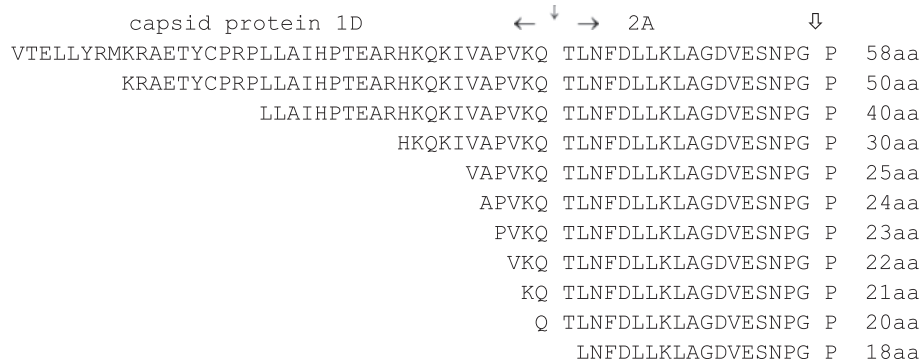 capsid protein 1D ← ↓ → 2A ⇩
VTELLYRMKRAETYCPRPLLAIHPTEARHKQKIVAPVKQ TLNFDLLKLAGDVESNPG P 58aa
KRAETYCPRPLLAIHPTEARHKQKIVAPVKQ TLNFDLLKLAGDVESNPG P 50aa
LLAIHPTEARHKQKIVAPVKQ TLNFDLLKLAGDVESNPG P 40aa
HKQKIVAPVKQ TLNFDLLKLAGDVESNPG P 30aa
VAPVKQ TLNFDLLKLAGDVESNPG P 25aa
APVKQ TLNFDLLKLAGDVESNPG P 24aa
PVKQ TLNFDLLKLAGDVESNPG P 23aa
VKQ TLNFDLLKLAGDVESNPG P 22aa
KQ TLNFDLLKLAGDVESNPG P 21aa
Q TLNFDLLKLAGDVESNPG P 20aa
LNFDLLKLAGDVESNPG P 18aa